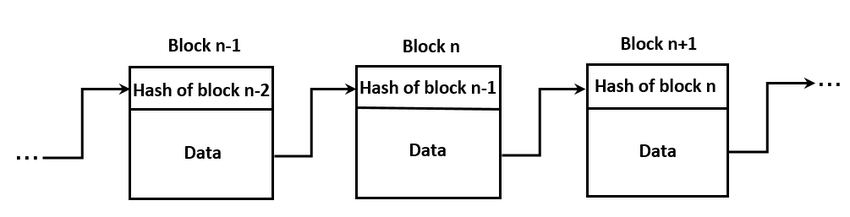 Block n-1
Block n
Block n+1
Hash of block n-2
Hash of block n-1
Hash of block n
...
...
Data
Data
Data